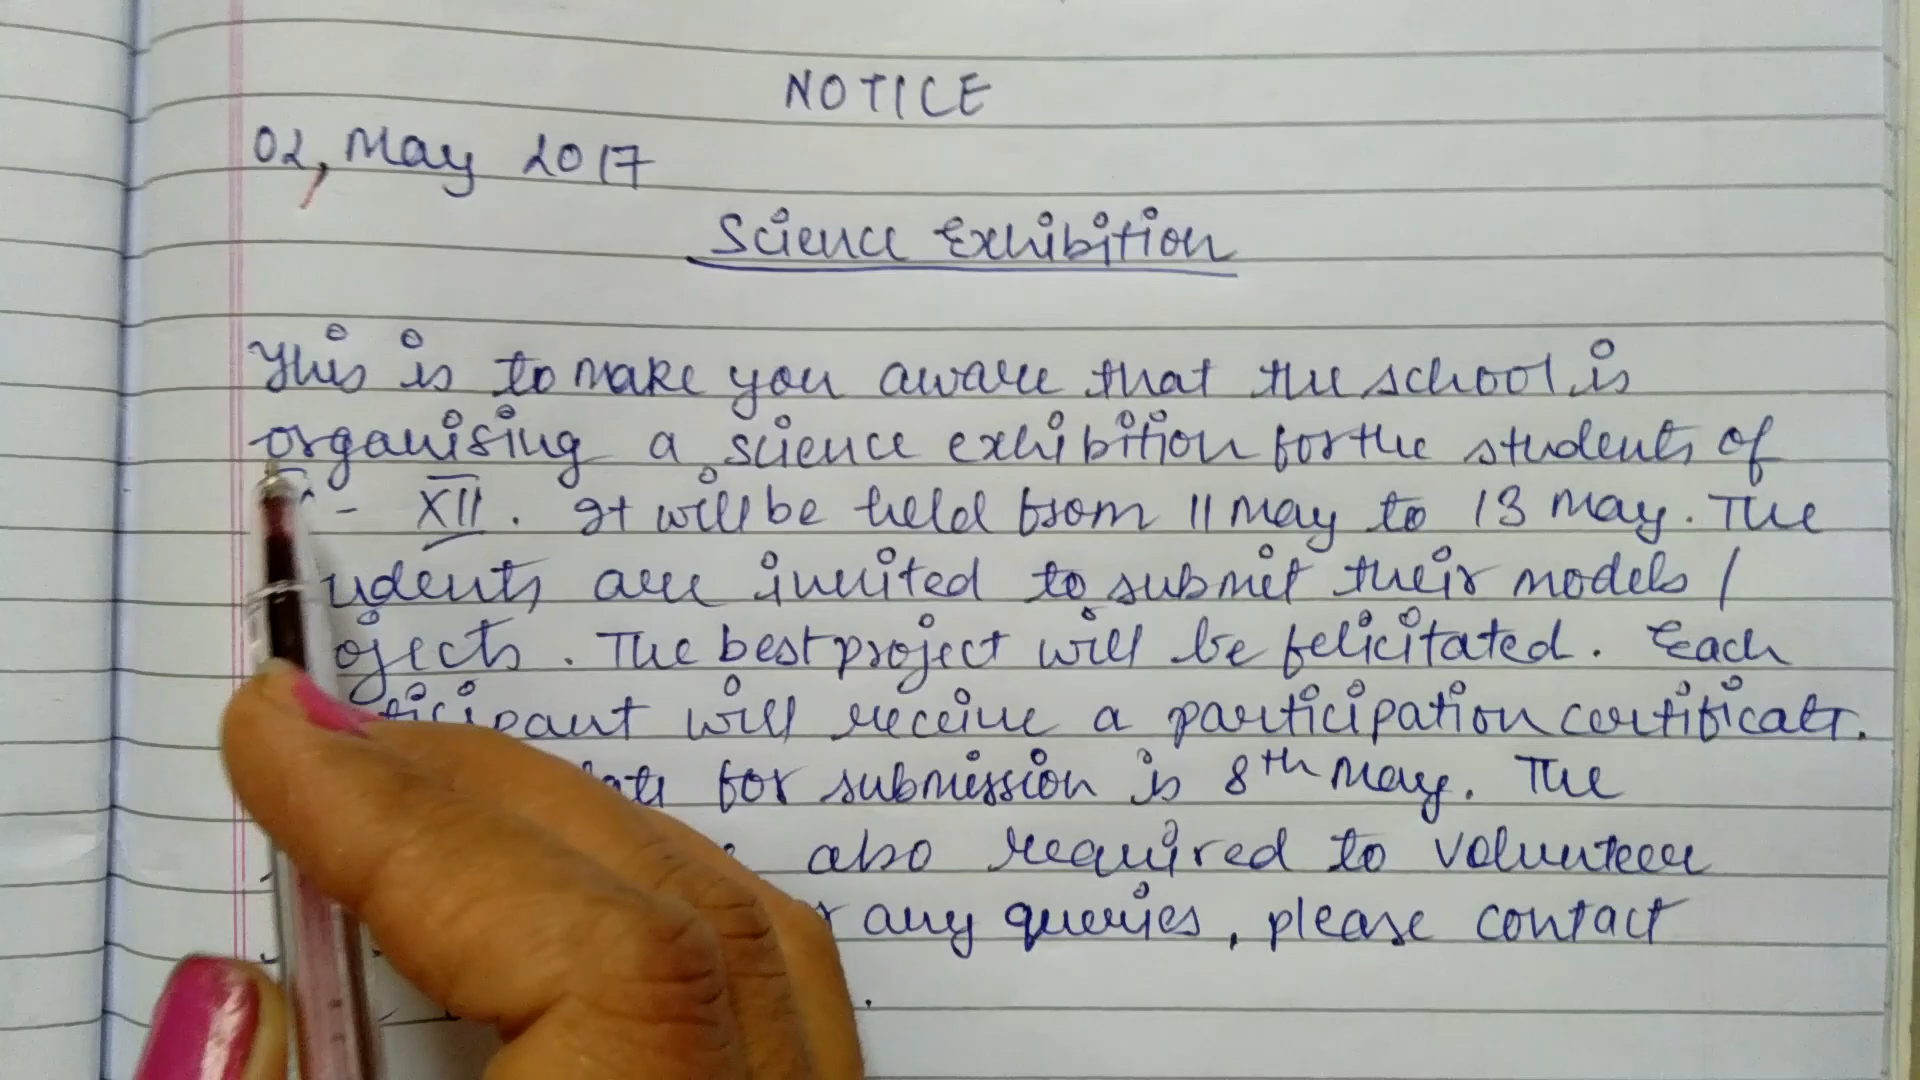 NOTICE
02, May 2017
Science Exhibition
This is to make you aware that the school is
organising a science exhibition for the students of
- XII. It will be held from 11 May to 13 May. The
are invited to submit their models /
. The best project will be felicitated. Each
will receive a participation certificate.
for submission is 8th May. The
also required to volunteer
any queries, please contact
.